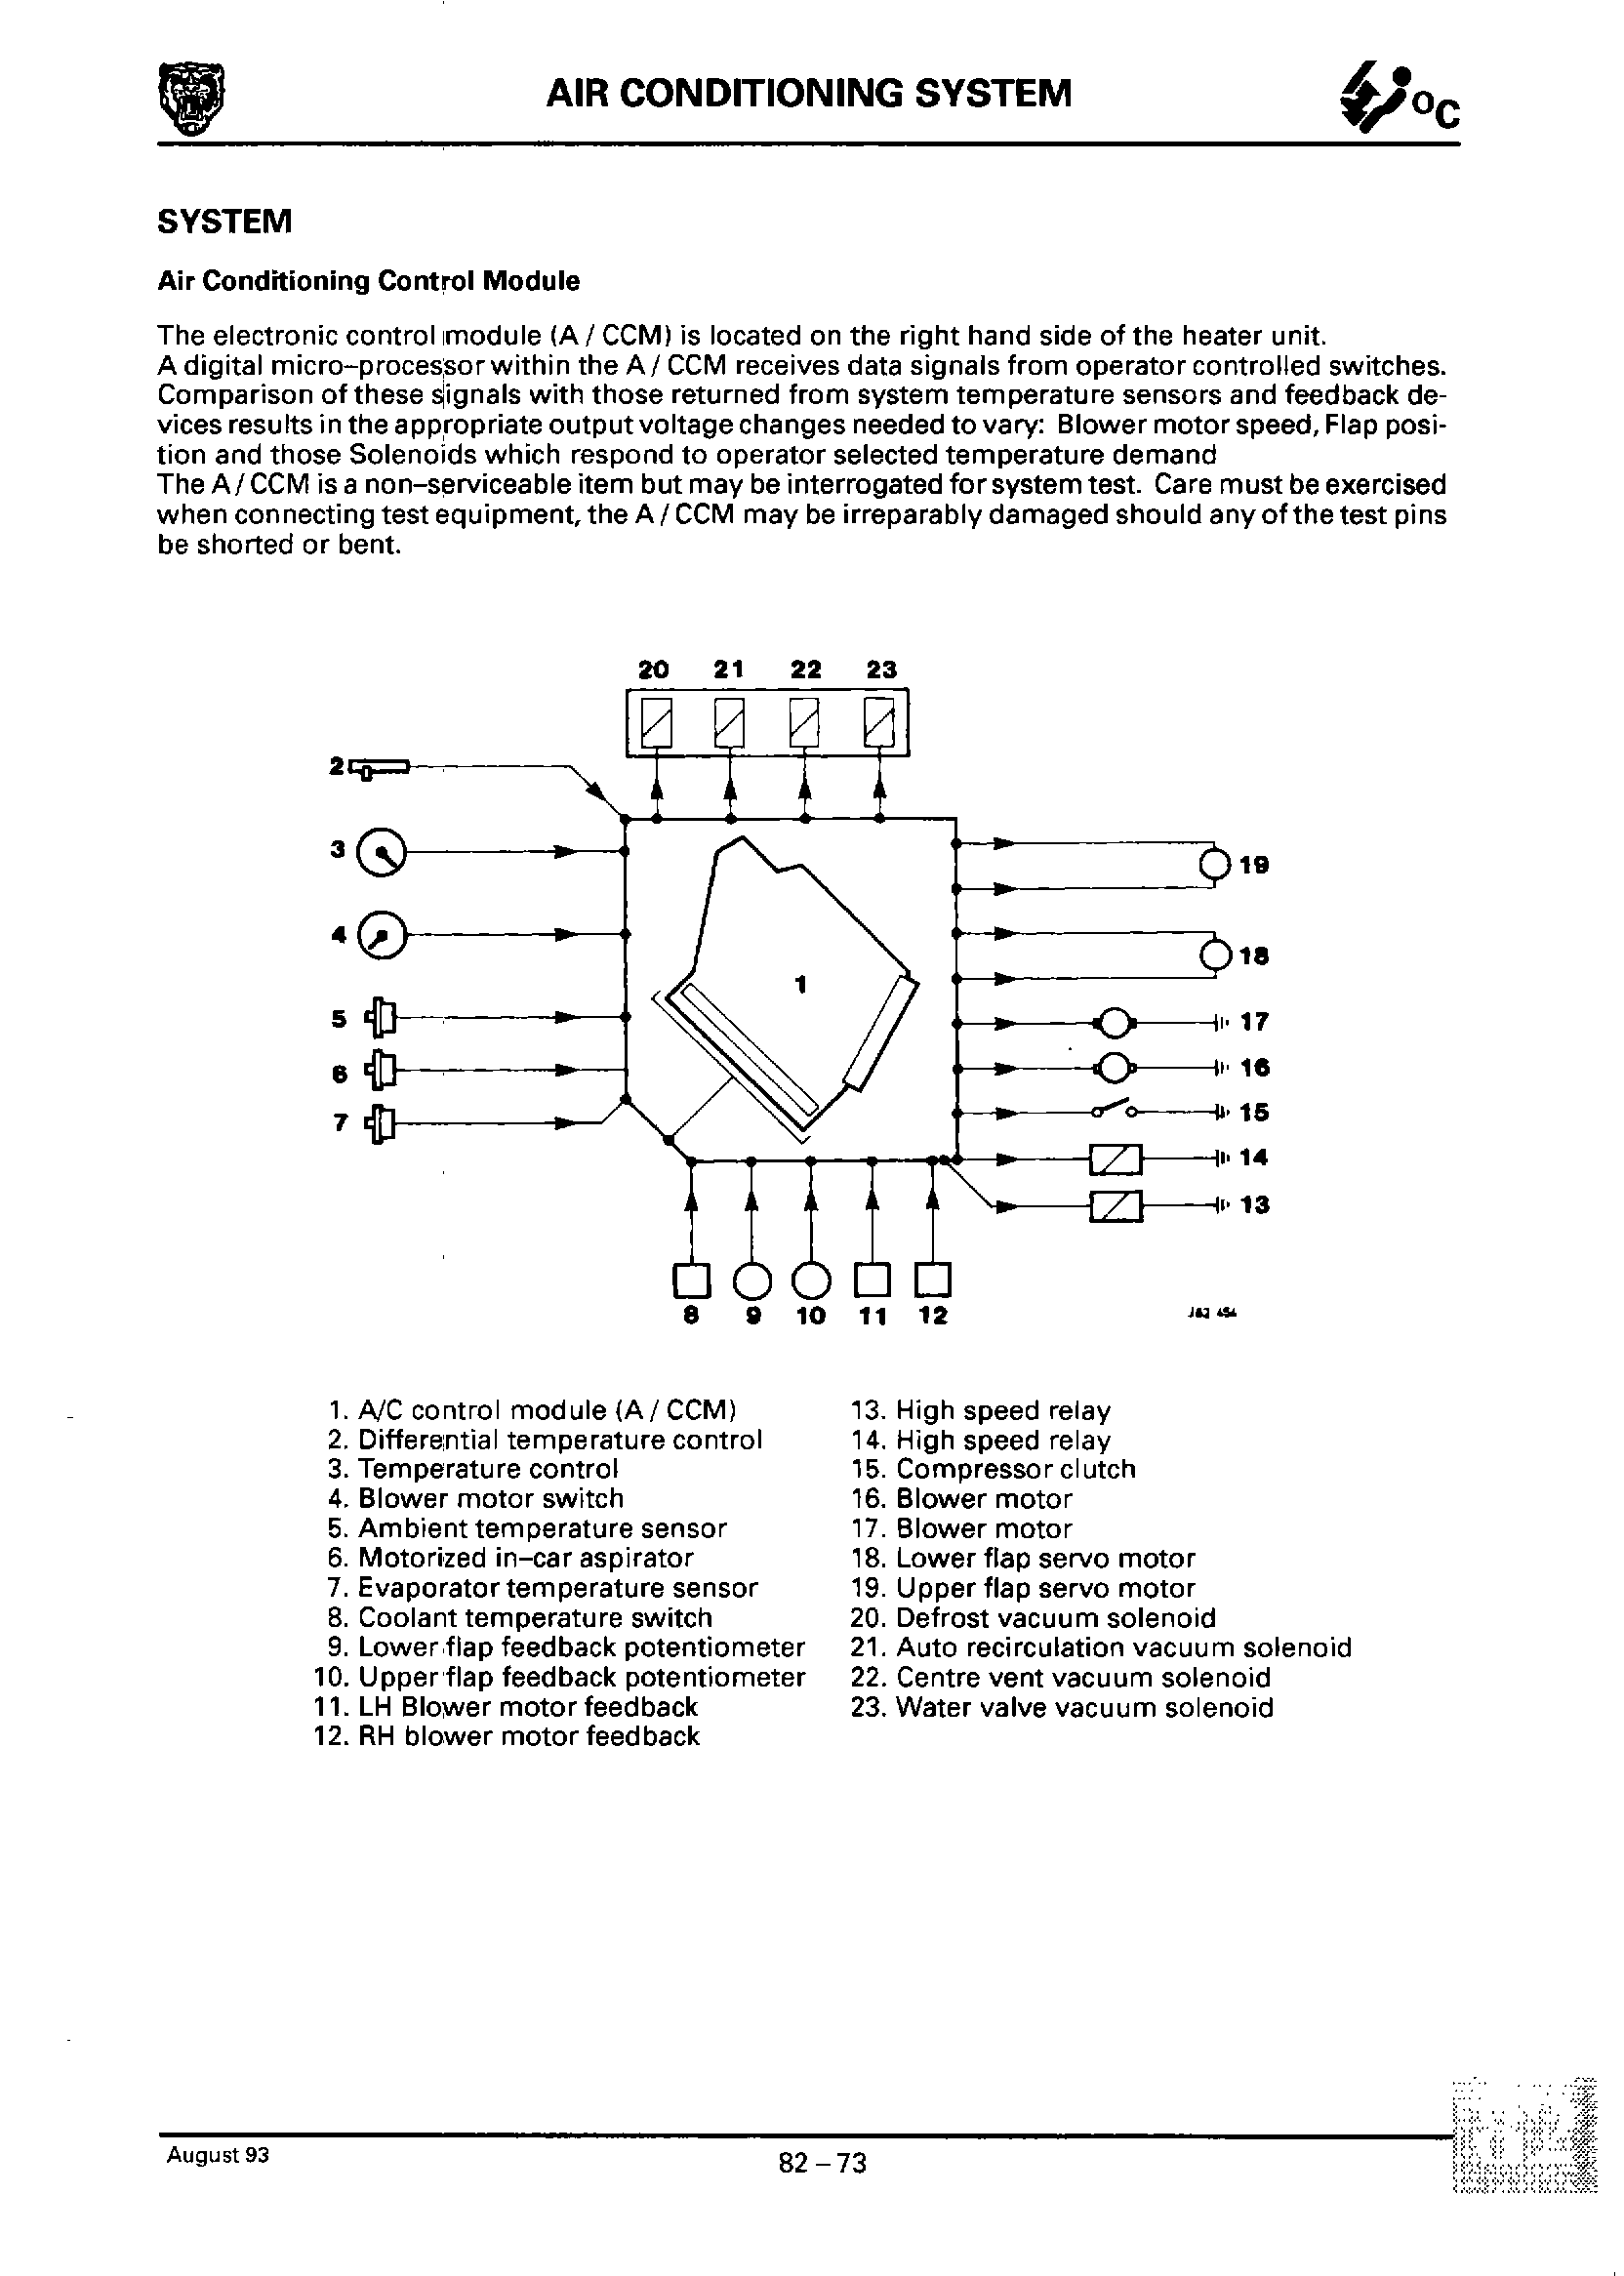 AIR CONDITIONING SYSTEM
oC
SYSTEM
Air Conditioning Control Module
The electronic control module (A / CCM) is located on the right hand side of the heater unit.
A digital micro–processor within the A / CCM receives data signals from operator controlled switches.
Comparison of these signals with those returned from system temperature sensors and feedback de–
vices results in the appropriate output voltage changes needed to vary: Blower motor speed, Flap posi–
tion and those Solenoids which respond to operator selected temperature demand
The A / CCM is a non–serviceable item but may be interrogated for system test. Care must be exercised
when connecting test equipment, the A / CCM may be irreparably damaged should any of the test pins
be shorted or bent.
20 21 22 23
2
3
19
4
18
1
5
17
6
16
7
15
14
13
8 9 10 11 12
J82 454
1. A/C control module (A / CCM)
2. Differential temperature control
3. Temperature control
4. Blower motor switch
5. Ambient temperature sensor
6. Motorized in–car aspirator
7. Evaporator temperature sensor
8. Coolant temperature switch
9. Lower flap feedback potentiometer
10. Upper flap feedback potentiometer
11. LH Blower motor feedback
12. RH blower motor feedback
13. High speed relay
14. High speed relay
15. Compressor clutch
16. Blower motor
17. Blower motor
18. Lower flap servo motor
19. Upper flap servo motor
20. Defrost vacuum solenoid
21. Auto recirculation vacuum solenoid
22. Centre vent vacuum solenoid
23. Water valve vacuum solenoid
August 93
82 – 73